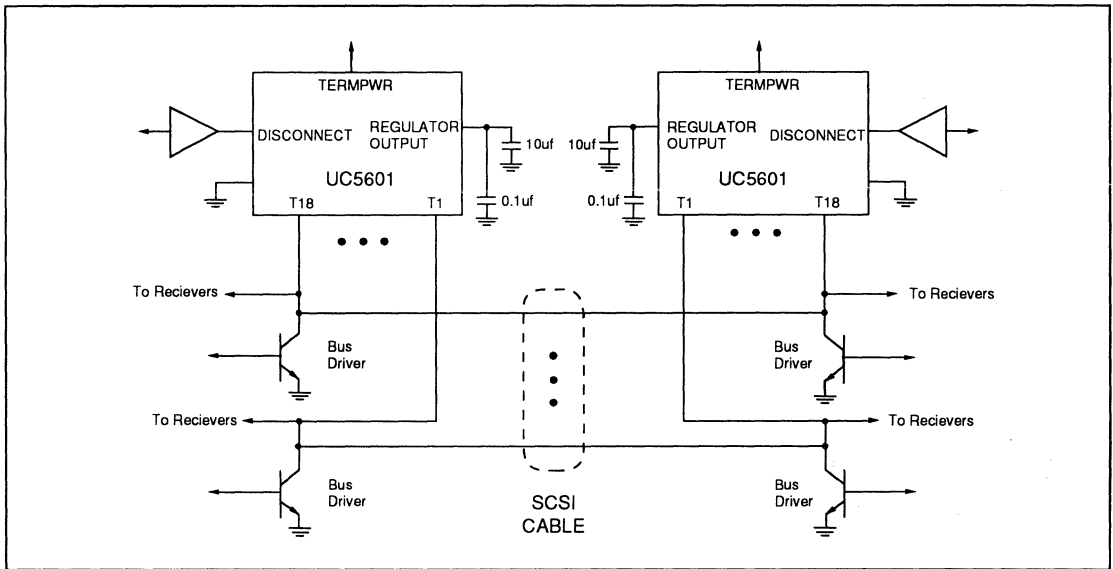 TERMPWR
DISCONNECT
REGULATOR
OUTPUT
UC5601
T18
T1
10uf
0.1uf
TERMPWR
REGULATOR
OUTPUT
DISCONNECT
UC5601
T1
T18
10uf
0.1uf
To Recievers
To Recievers
Bus
Driver
Bus
Driver
To Recievers
To Recievers
Bus
Driver
Bus
Driver
SCSI
CABLE